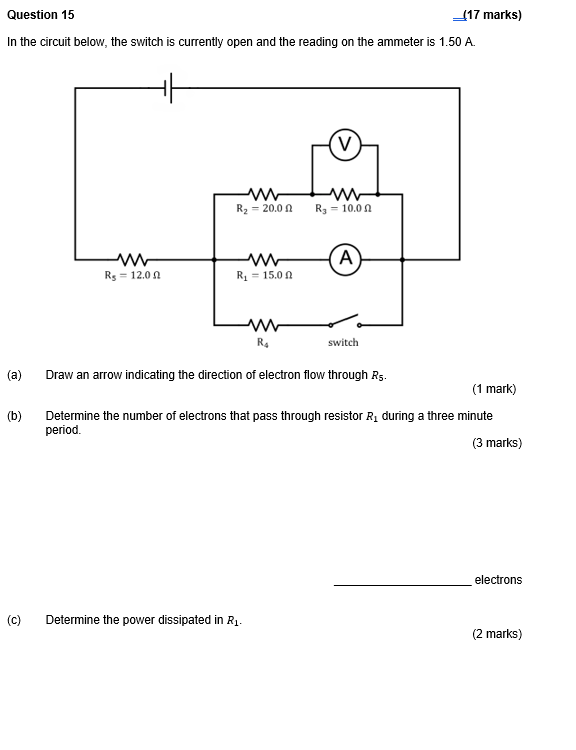 Question 15 (17 marks)
In the circuit below, the switch is currently open and the reading on the ammeter is 1.50 A.
V
R₂ = 20.0 Ω R₃ = 10.0 Ω
A
R₅ = 12.0 Ω R₁ = 15.0 Ω
R₄ switch
(a) Draw an arrow indicating the direction of electron flow through R₅.
(1 mark)
(b) Determine the number of electrons that pass through resistor R₁ during a three minute
period.
(3 marks)
electrons
(c) Determine the power dissipated in R₁.
(2 marks)